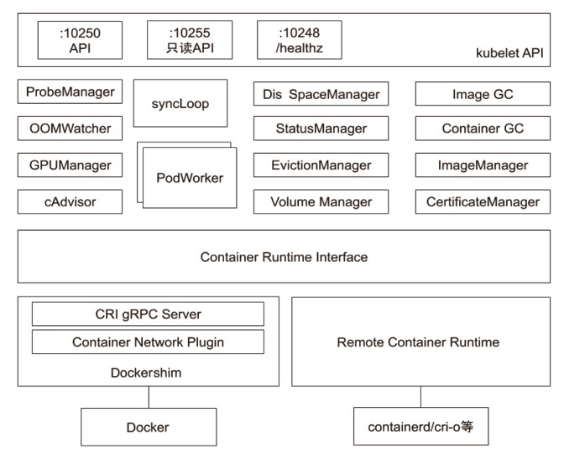 :10250
API
:10255
只读API
:10248
/healthz
kubelet API
ProbeManager
syncLoop
Dis SpaceManager
Image GC
OOMWatcher
StatusManager
Container GC
GPUManager
PodWorker
EvictionManager
ImageManager
cAdvisor
Volume Manager
CertificateManager
Container Runtime Interface
CRI gRPC Server
Container Network Plugin
Dockershim
Remote Container Runtime
Docker
containerd/cri-o等